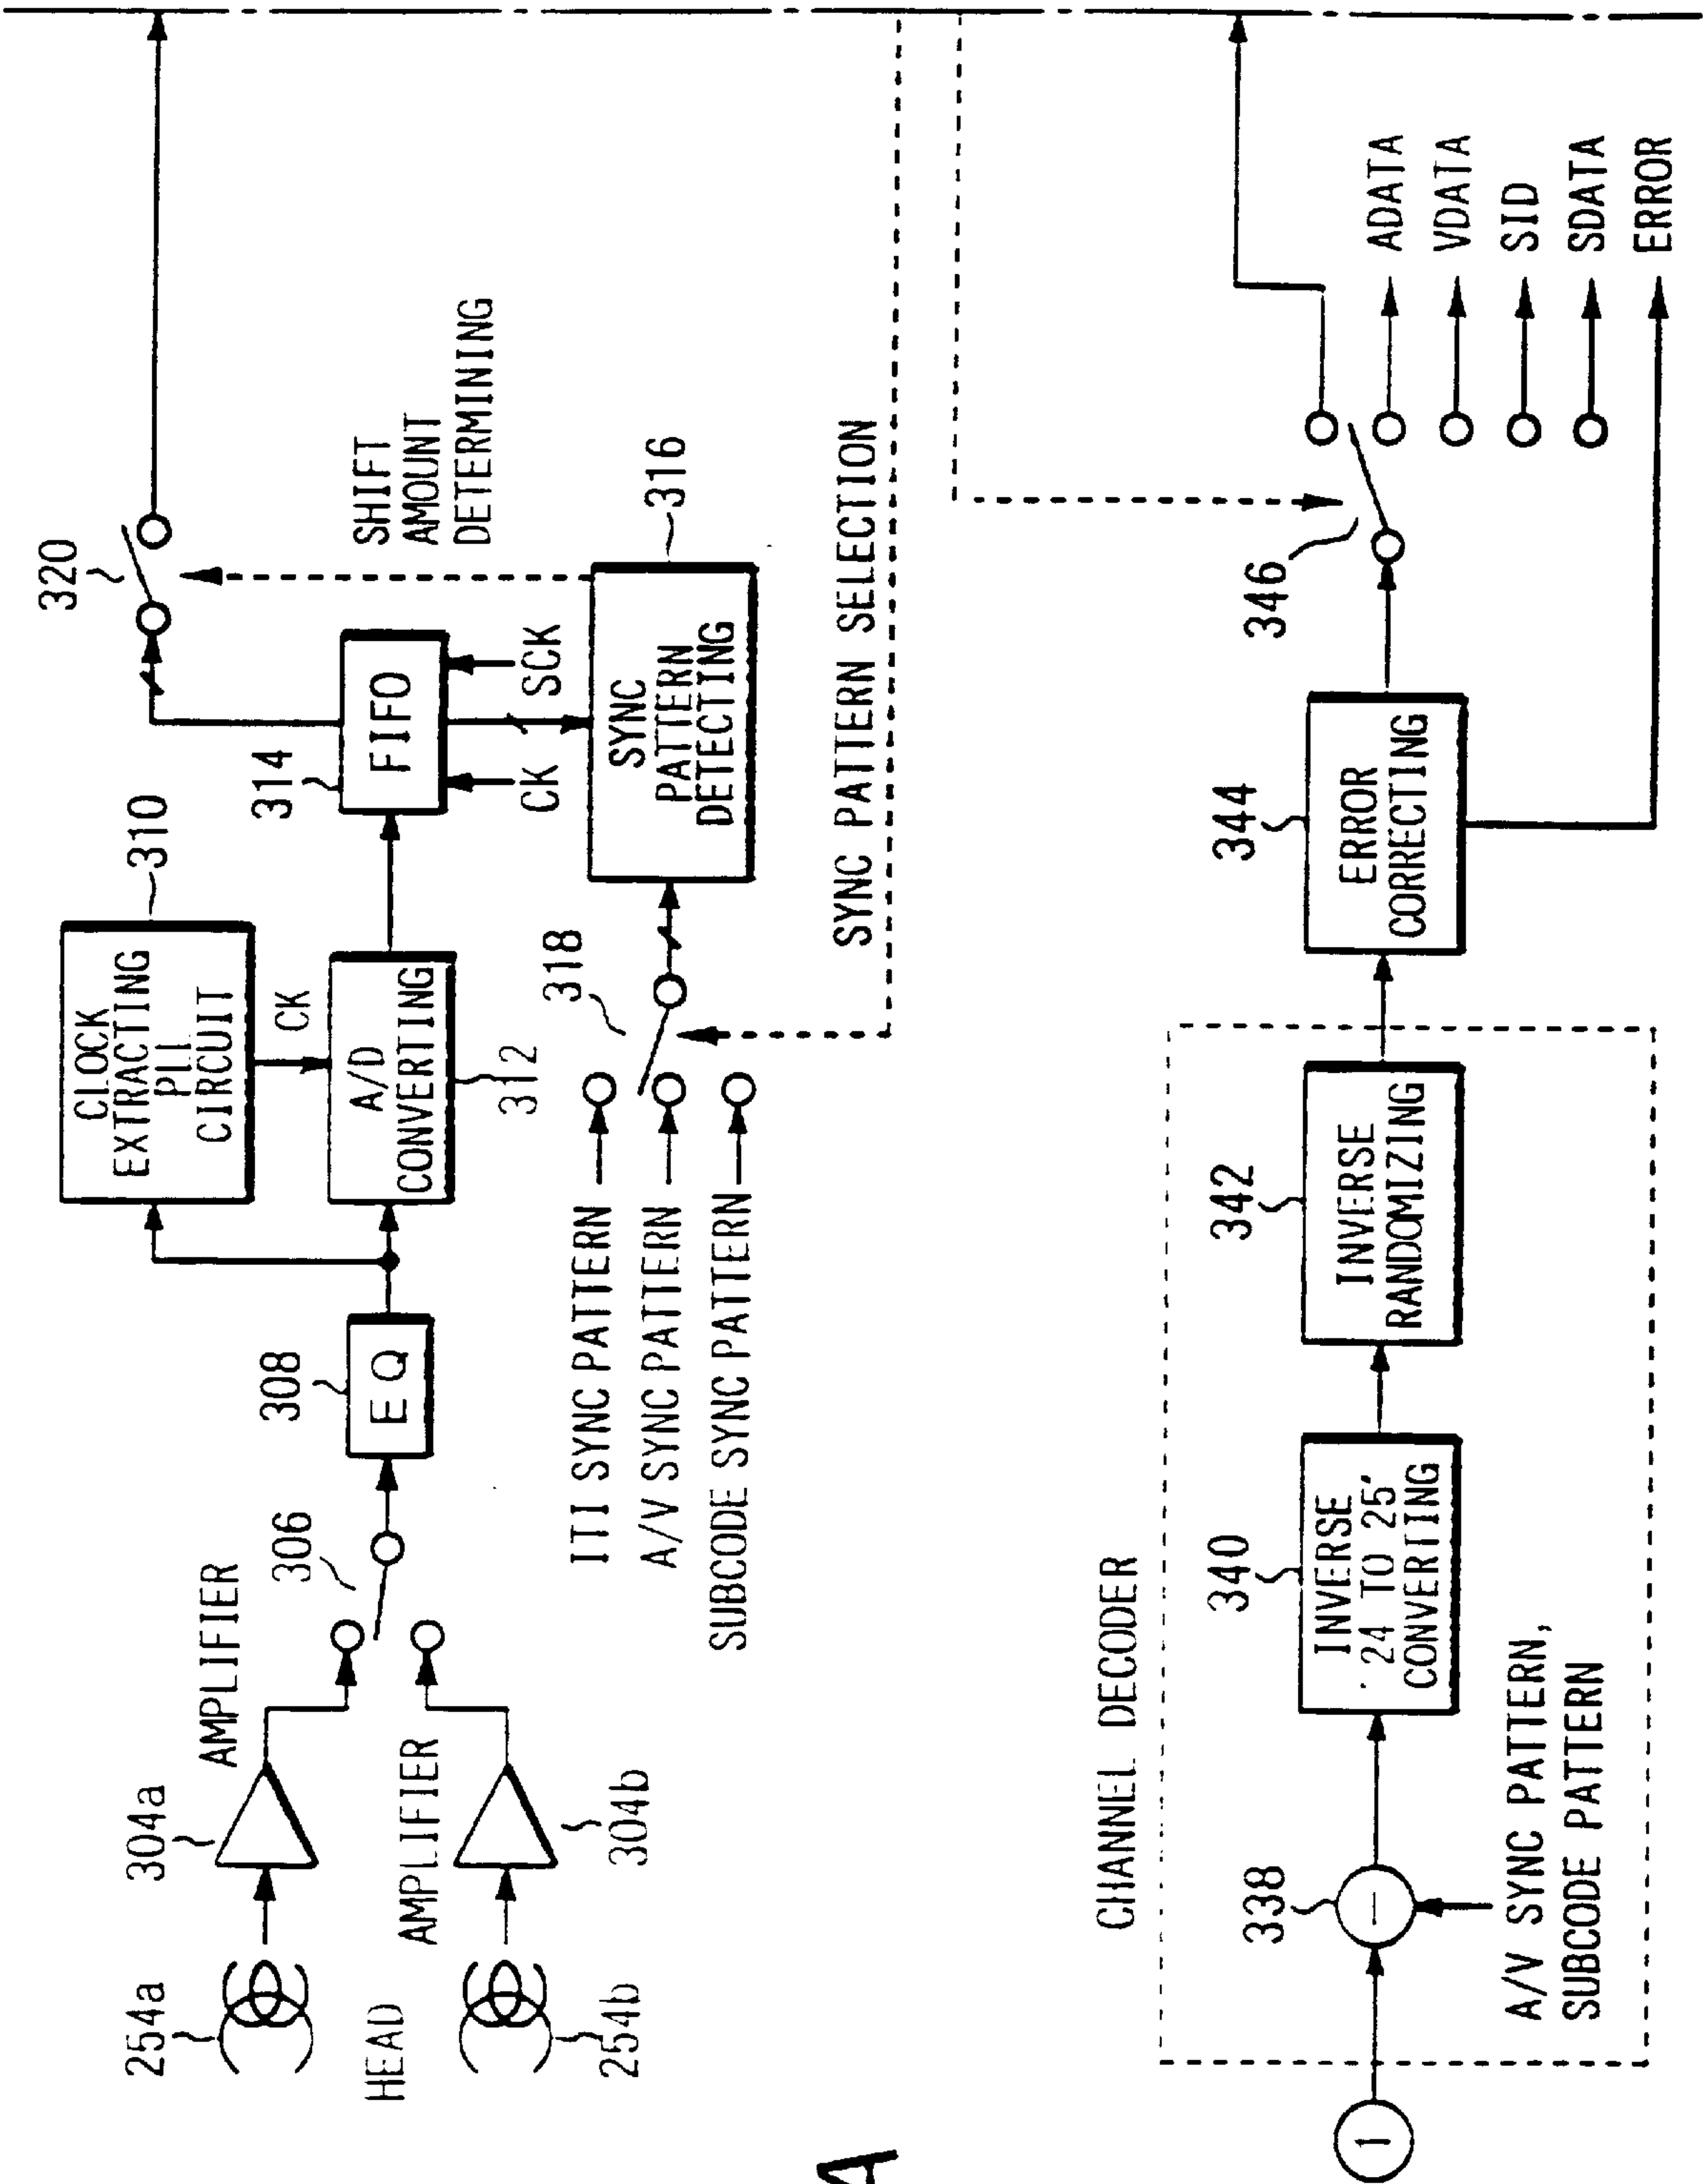 254a
HEAD
254b
304a
AMPLIFIER
AMPLIFIER
304b
306
308
EQ
CLOCK
EXTRACTING
PLL
CIRCUIT
310
CK
A/D
CONVERTING
312
314
FIFO
CK
SCK
320
SHIFT
AMOUNT
DETERMINING
SYNC
PATTERN
DETECTING
316
318
ITI SYNC PATTERN
A/V SYNC PATTERN
SUBCODE SYNC PATTERN
SYNC PATTERN SELECTION
A
CHANNEL DECODER
1
338
A/V SYNC PATTERN,
SUBCODE PATTERN
340
INVERSE
'24 TO 25'
CONVERTING
342
INVERSE
RANDOMIZING
344
ERROR
CORRECTING
346
ADATA
VDATA
SID
SDATA
ERROR